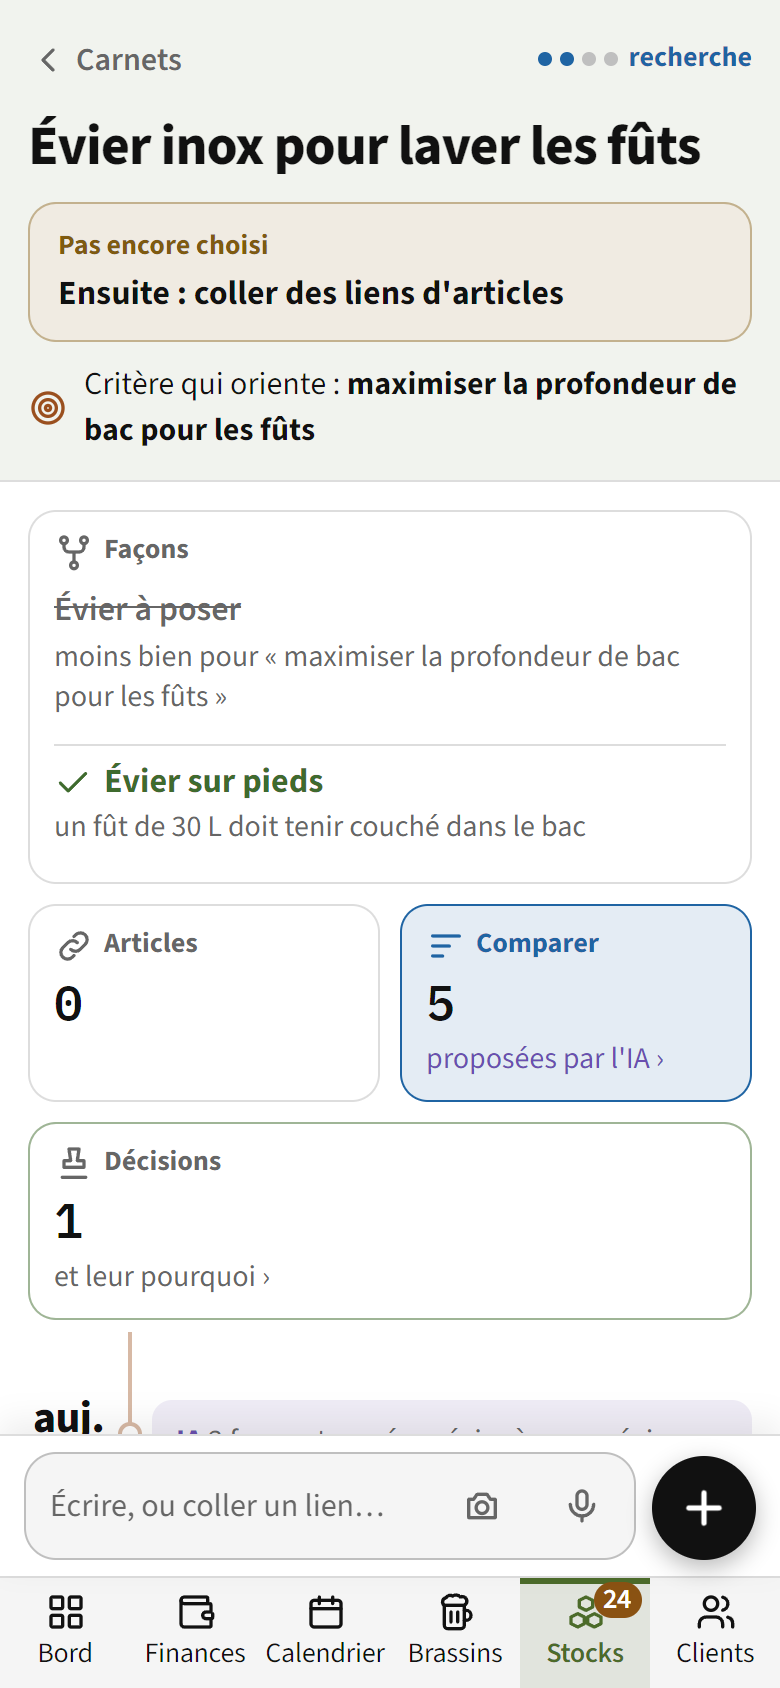 Carnets
recherche
Évier inox pour laver les fûts
Pas encore choisi
Ensuite : coller des liens d'articles
Critère qui oriente : maximiser la profondeur de
bac pour les fûts
Façons
Évier à poser
moins bien pour « maximiser la profondeur de bac
pour les fûts »
Évier sur pieds
un fût de 30 L doit tenir couché dans le bac
Articles
0
Comparer
5
proposées par l'IA ›
Décisions
1
et leur pourquoi ›
auj.
Écrire, ou coller un lien…
24
Bord
Finances
Calendrier
Brassins
Stocks
Clients